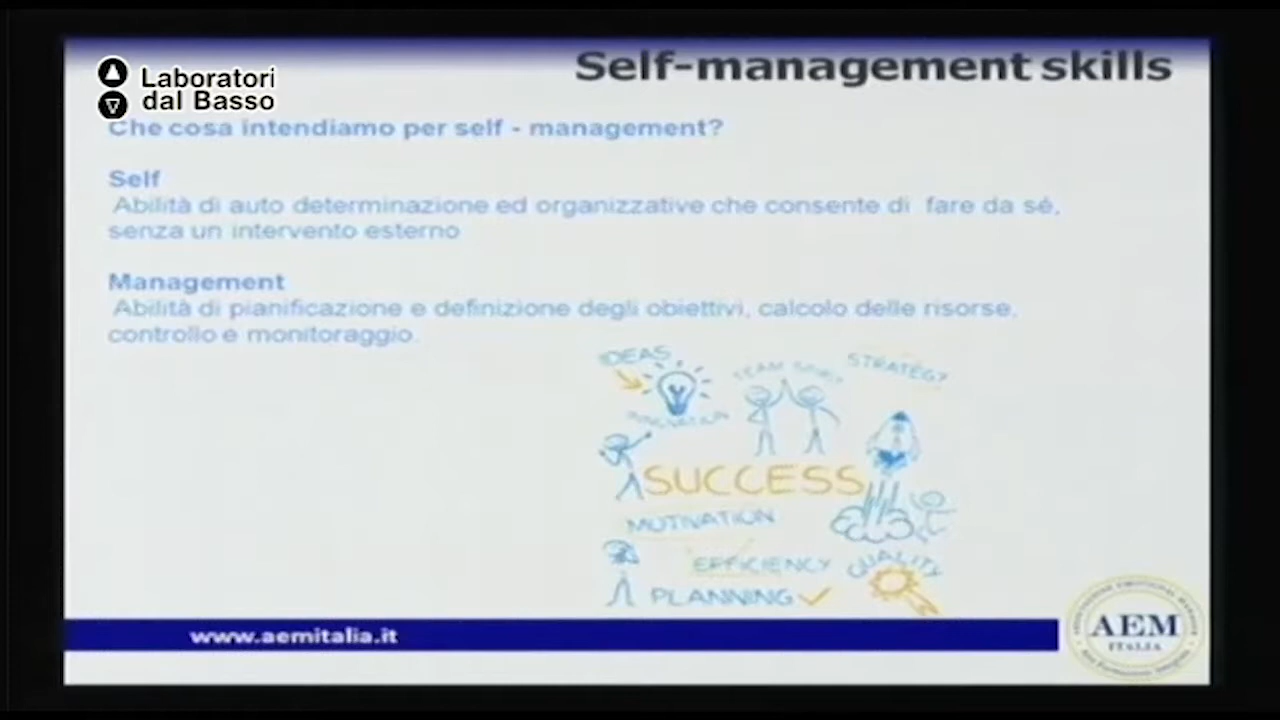 Self-management skills
Laboratori
dal Basso
Che cosa intendiamo per self - management?
Self
Abilità di auto determinazione ed organizzative che consente di fare da sé,
senza un intervento esterno
Management
Abilità di pianificazione e definizione degli obiettivi, calcolo delle risorse,
controllo e monitoraggio.
IDEAS
TEAM SPIRIT
STRATEGY
INNOVATION
SUCCESS
MOTIVATION
EFFICIENCY
QUALITY
PLANNING
www.aemitalia.it
AEM
ITALIA